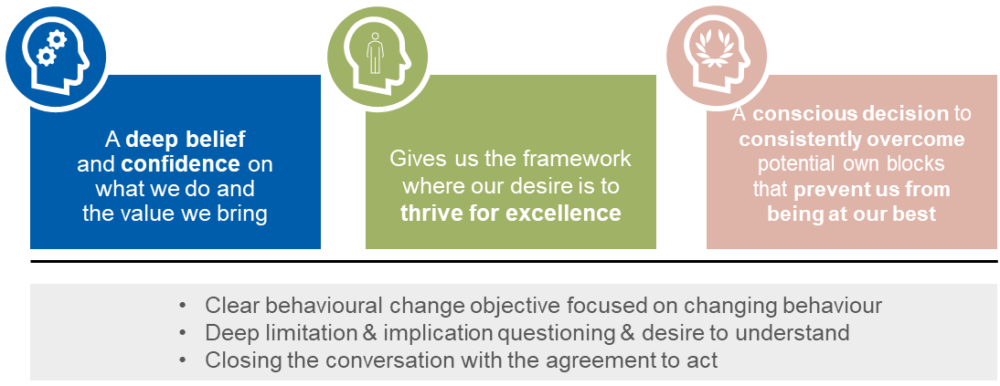 A deep belief
and confidence on
what we do and
the value we bring
Gives us the framework
where our desire is to
thrive for excellence
A conscious decision to
consistently overcome
potential own blocks
that prevent us from
being at our best
• Clear behavioural change objective focused on changing behaviour
• Deep limitation & implication questioning & desire to understand
• Closing the conversation with the agreement to act